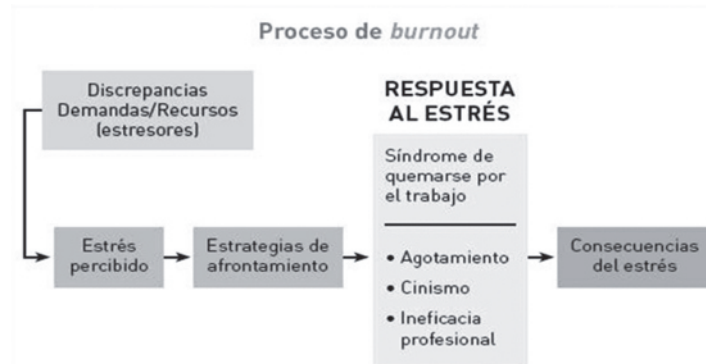 Proceso de burnout
Discrepancias
Demandas/Recursos
(estresores)
Estrés
percibido
Estrategias de
afrontamiento
RESPUESTA
AL ESTRÉS
Síndrome de
quemarse por
el trabajo
• Agotamiento
• Cinismo
• Ineficacia
profesional
Consecuencias
del estrés